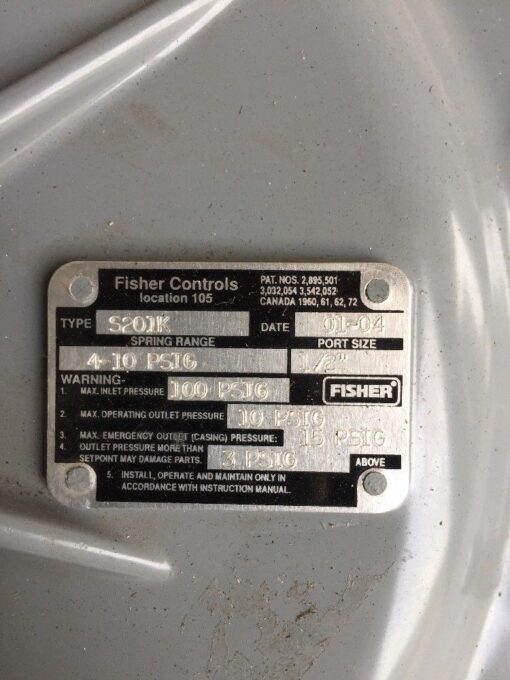 Fisher Controls
location 105
PAT. NOS. 2,895,501
3,032,054 3,542,052
CANADA 1960, 61, 62, 72
TYPE S201K DATE 01-04
SPRING RANGE PORT SIZE
4-10 PSIG 1/2"
WARNING-
1. MAX. INLET PRESSURE 100 PSIG
FISHER®
2. MAX. OPERATING OUTLET PRESSURE 10 PSIG
3. MAX. EMERGENCY OUTLET (CASING) PRESSURE: 15 PSIG
4. OUTLET PRESSURE MORE THAN
SETPOINT MAY DAMAGE PARTS. 3 PSIG ABOVE
5. INSTALL, OPERATE AND MAINTAIN ONLY IN
ACCORDANCE WITH INSTRUCTION MANUAL.